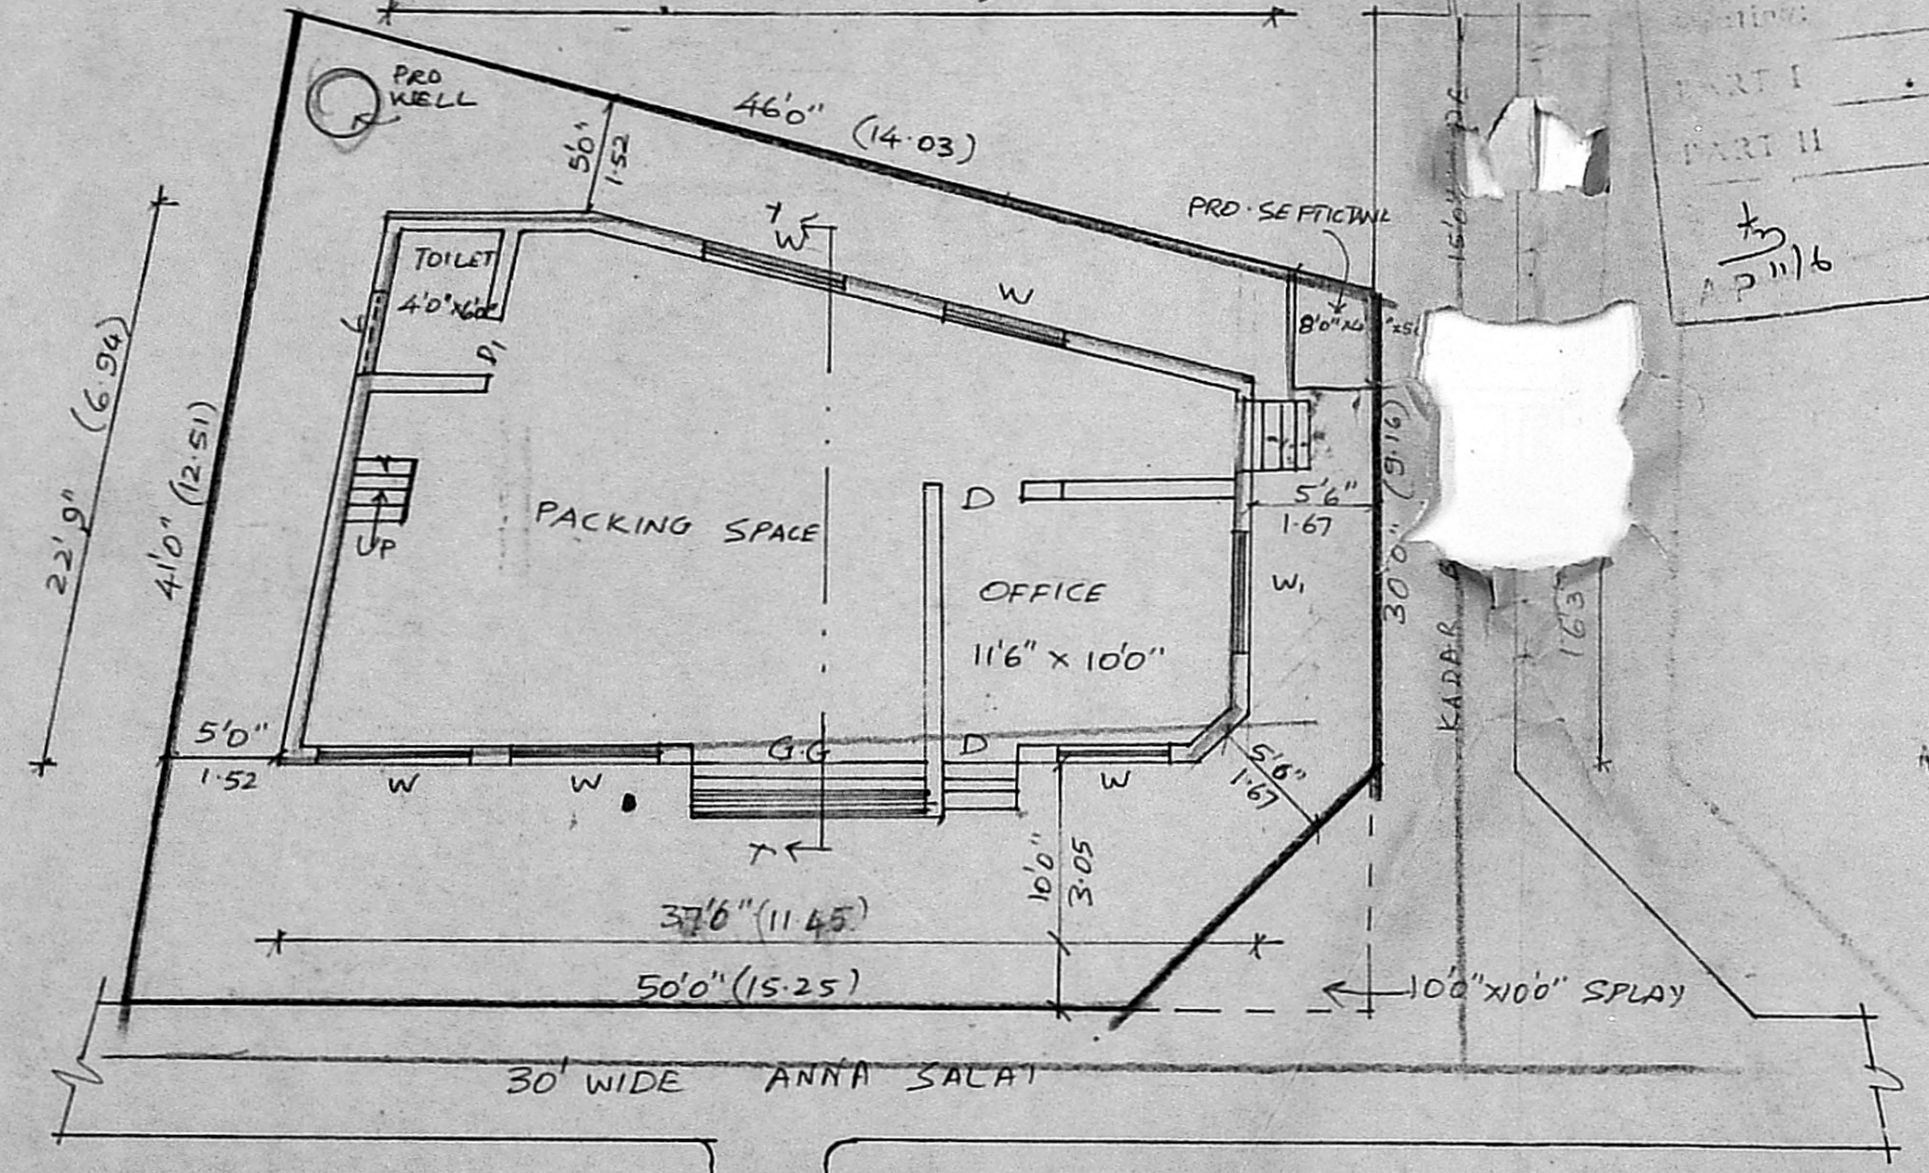 PRO
WELL
46'0" (14.03)
5'0"
1.52
PRO. SEPTIC TANK
PART I
PART II
A P 11/6
TOILET
4'0"x6'0"
W
W
D1
22'9" (6.94)
41'0" (12.51)
30'0" (9.16)
UP
PACKING SPACE
D
5'6"
1.67
OFFICE
11'6" x 10'0"
W1
16'3"
KADAR
5'0"
1.52
G.G
D
W
W
W
5'6"
1.67
10'0"
3.05
37'6" (11.45)
50'0" (15.25)
10'0"x10'0" SPLAY
30' WIDE ANNA SALAI